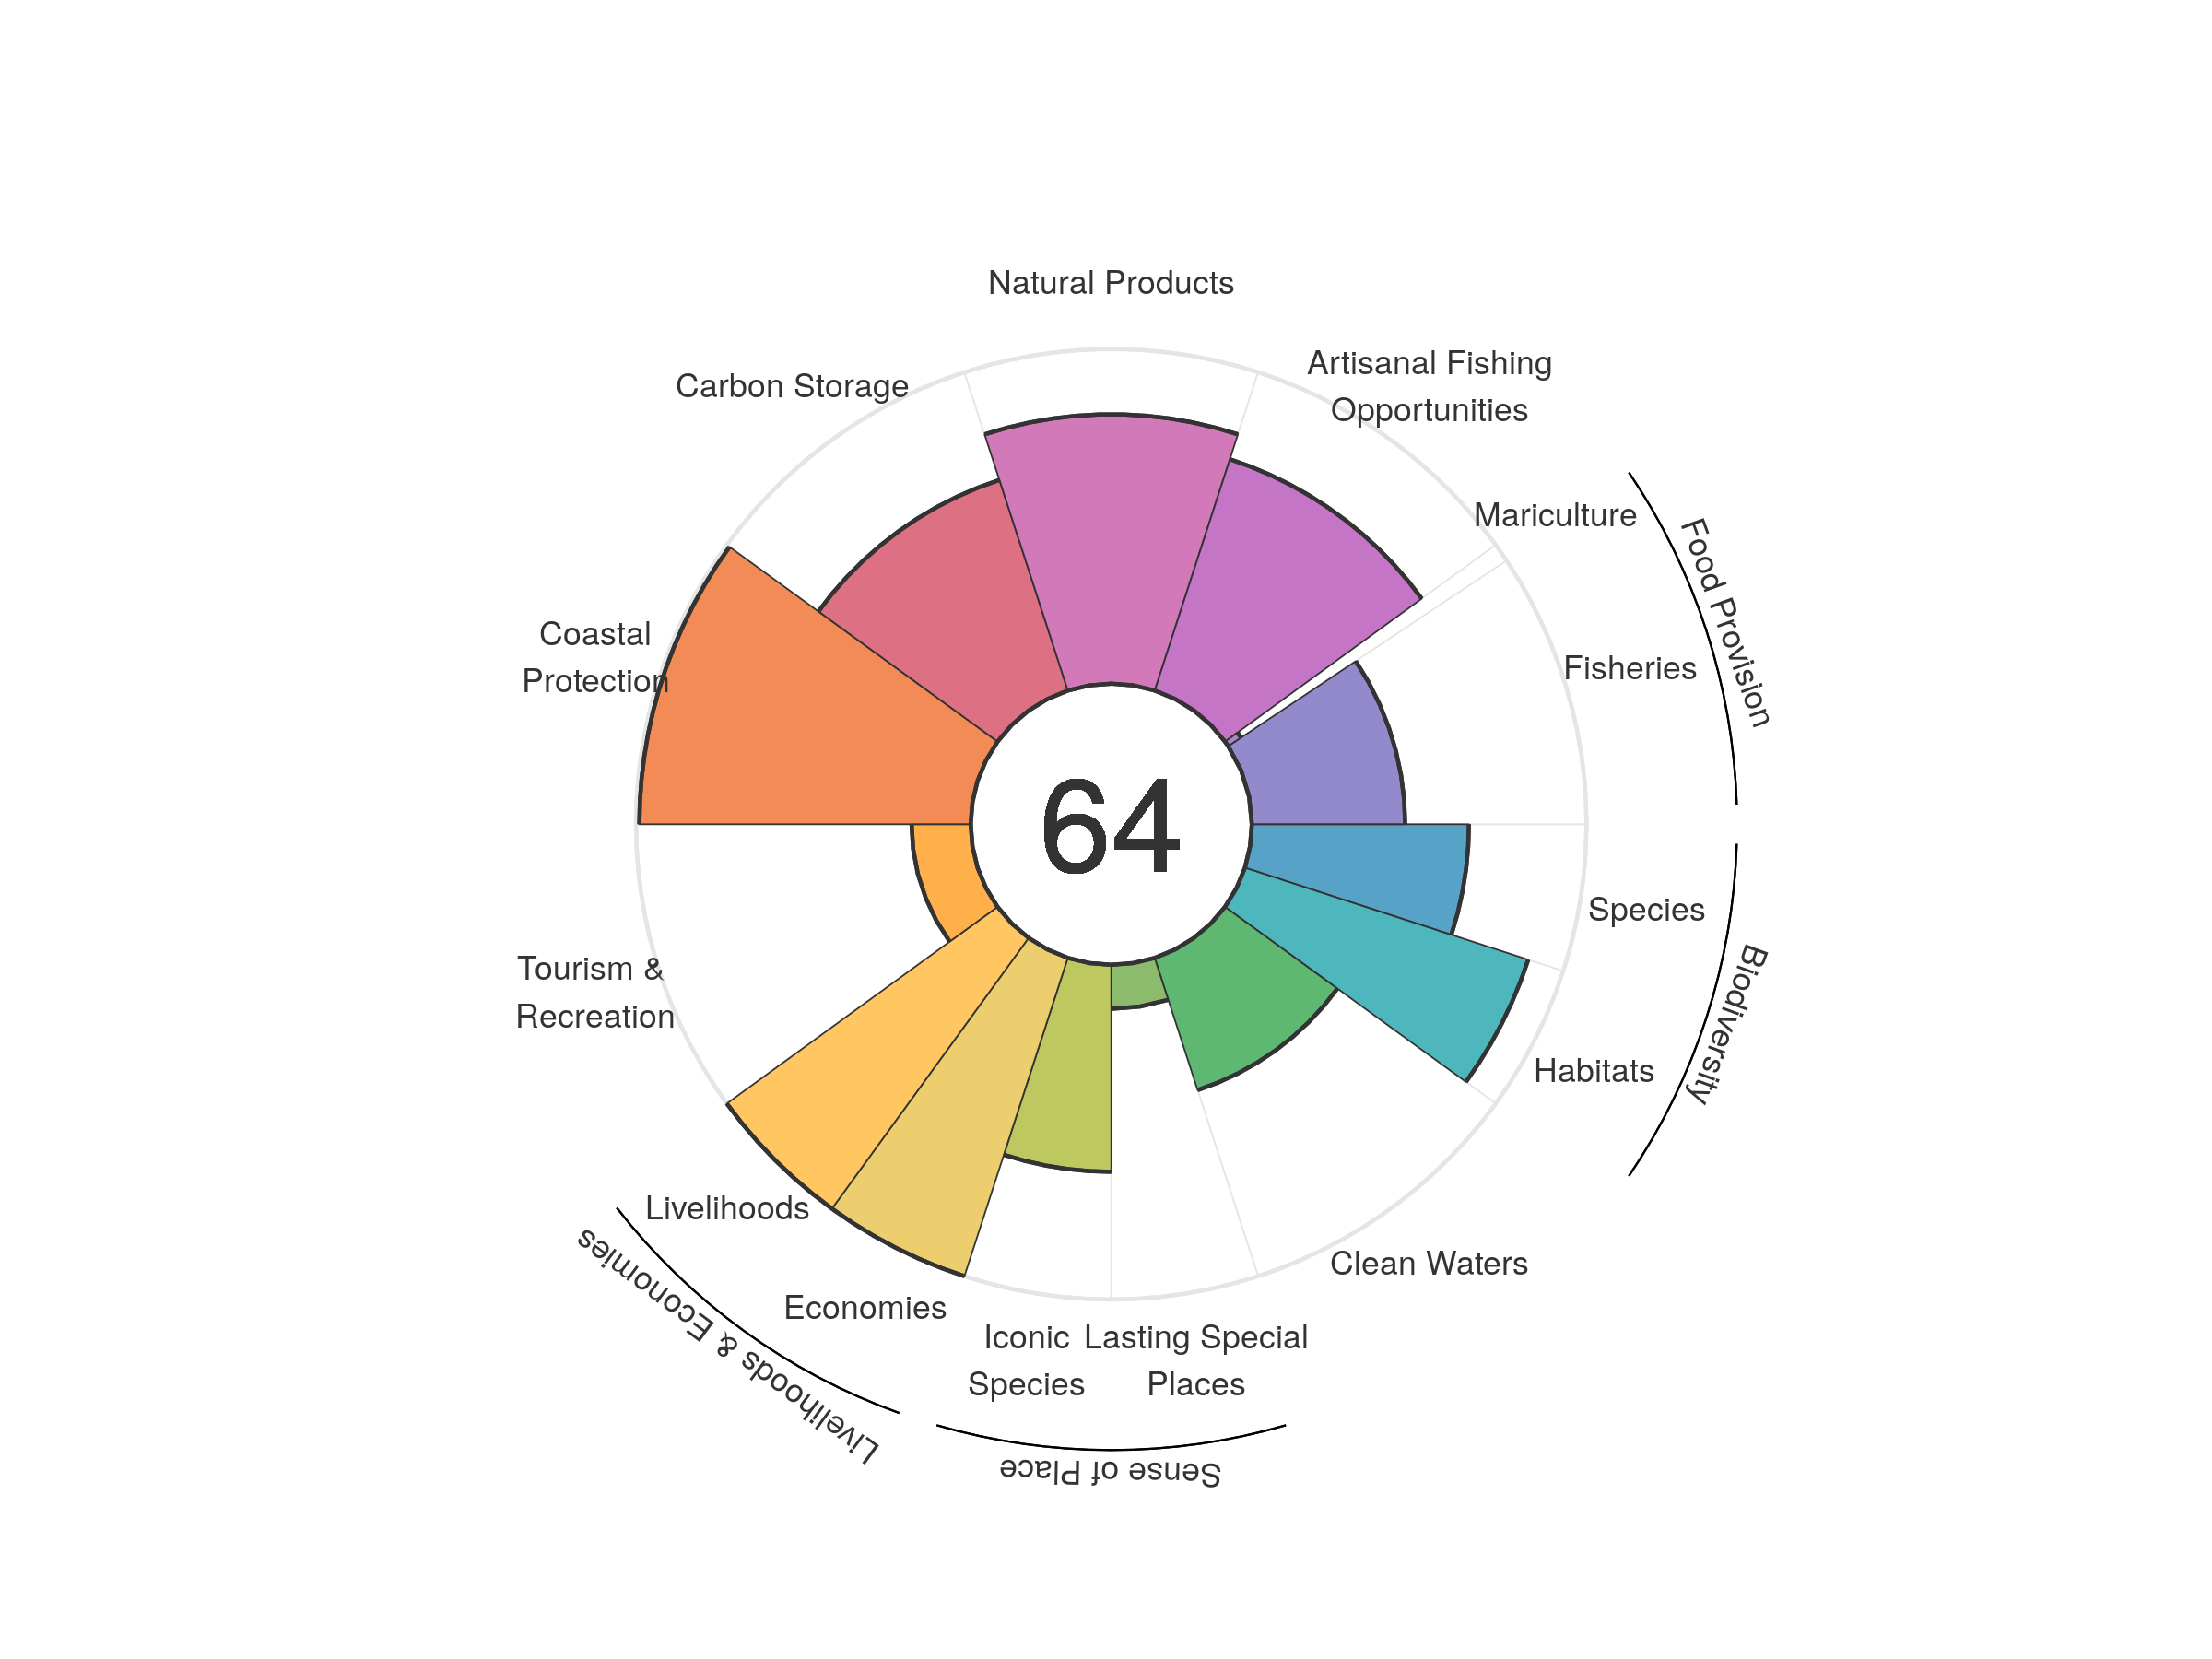 Natural Products
Artisanal Fishing
Opportunities
Carbon Storage
Mariculture
Food Provision
Coastal
Protection
Fisheries
64
Species
Biodiversity
Tourism &
Recreation
Habitats
Livelihoods
Clean Waters
Economies
Livelihoods & Economies
Iconic
Species
Lasting Special
Places
Sense of Place